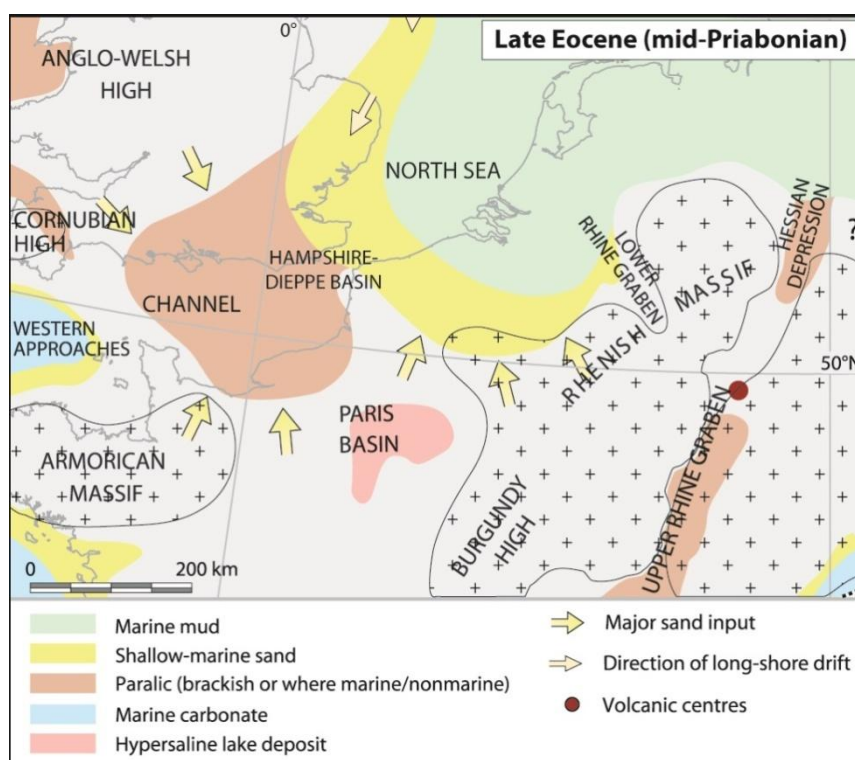 Late Eocene (mid-Priabonian)
0°
ANGLO-WELSH
HIGH
NORTH SEA
CORNUBIAN
HIGH
HAMPSHIRE-
DIEPPE BASIN
CHANNEL
LOWER
RHINE GRABEN
HESSIAN
DEPRESSION
?
MASSIF
RHENISH
WESTERN
APPROACHES
50°N
PARIS
BASIN
ARMORICAN
MASSIF
BURGUNDY
HIGH
UPPER RHINE GRABEN
0 200 km
Marine mud
Shallow-marine sand
Paralic (brackish or where marine/nonmarine)
Marine carbonate
Hypersaline lake deposit
Major sand input
Direction of long-shore drift
Volcanic centres